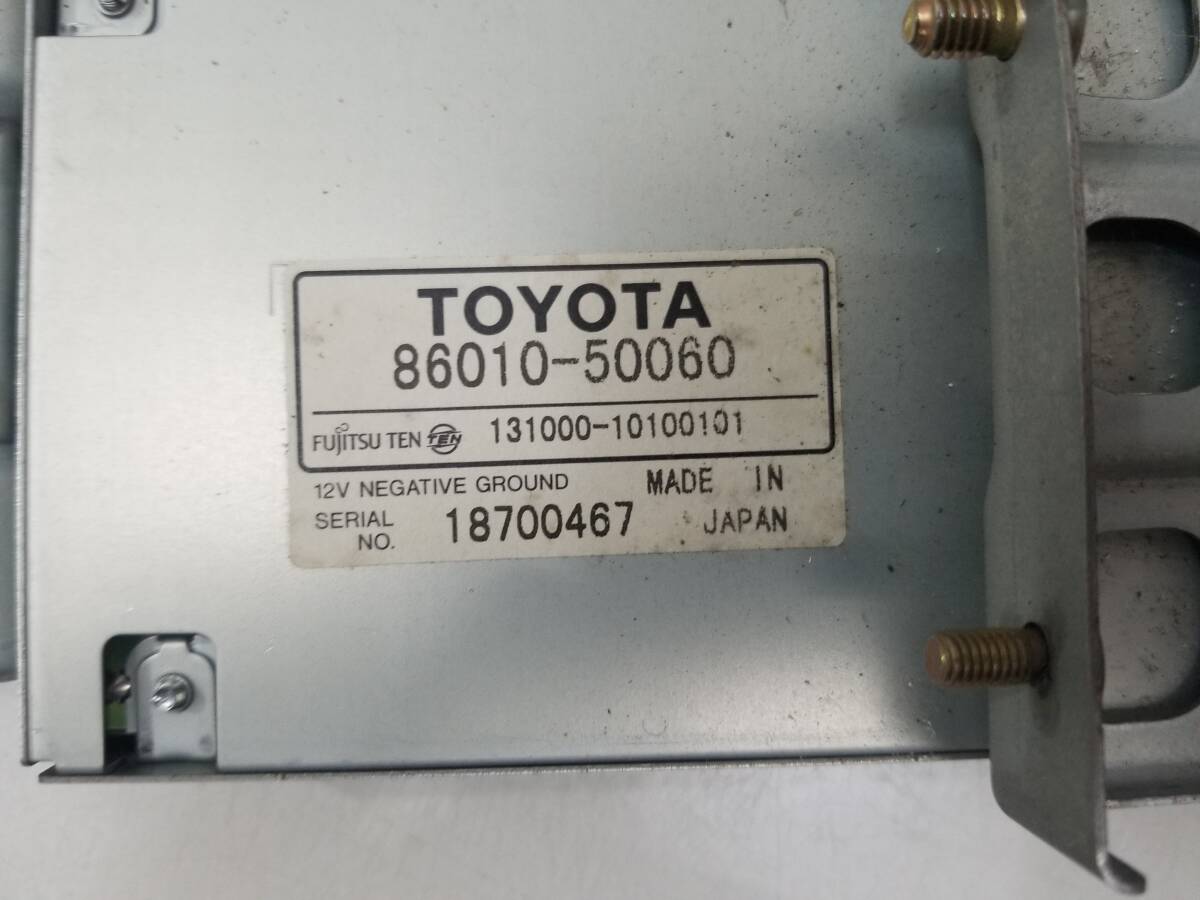 TOYOTA
86010-50060
FUJITSU TEN TEN 131000-10100101
12V NEGATIVE GROUND MADE IN
SERIAL NO. 18700467 JAPAN